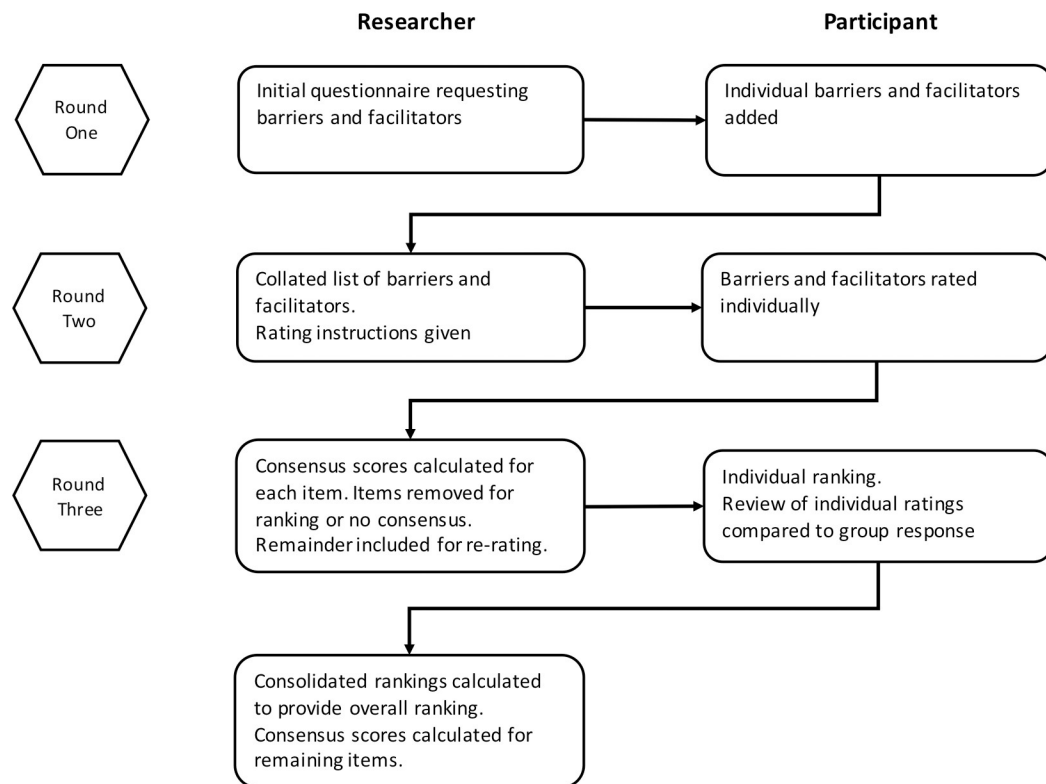 Researcher
Participant
Round
One
Initial questionnaire requesting
barriers and facilitators
Individual barriers and facilitators
added
Round
Two
Collated list of barriers and
facilitators.
Rating instructions given
Barriers and facilitators rated
individually
Round
Three
Consensus scores calculated for
each item. Items removed for
ranking or no consensus.
Remainder included for re-rating.
Individual ranking.
Review of individual ratings
compared to group response
Consolidated rankings calculated
to provide overall ranking.
Consensus scores calculated for
remaining items.